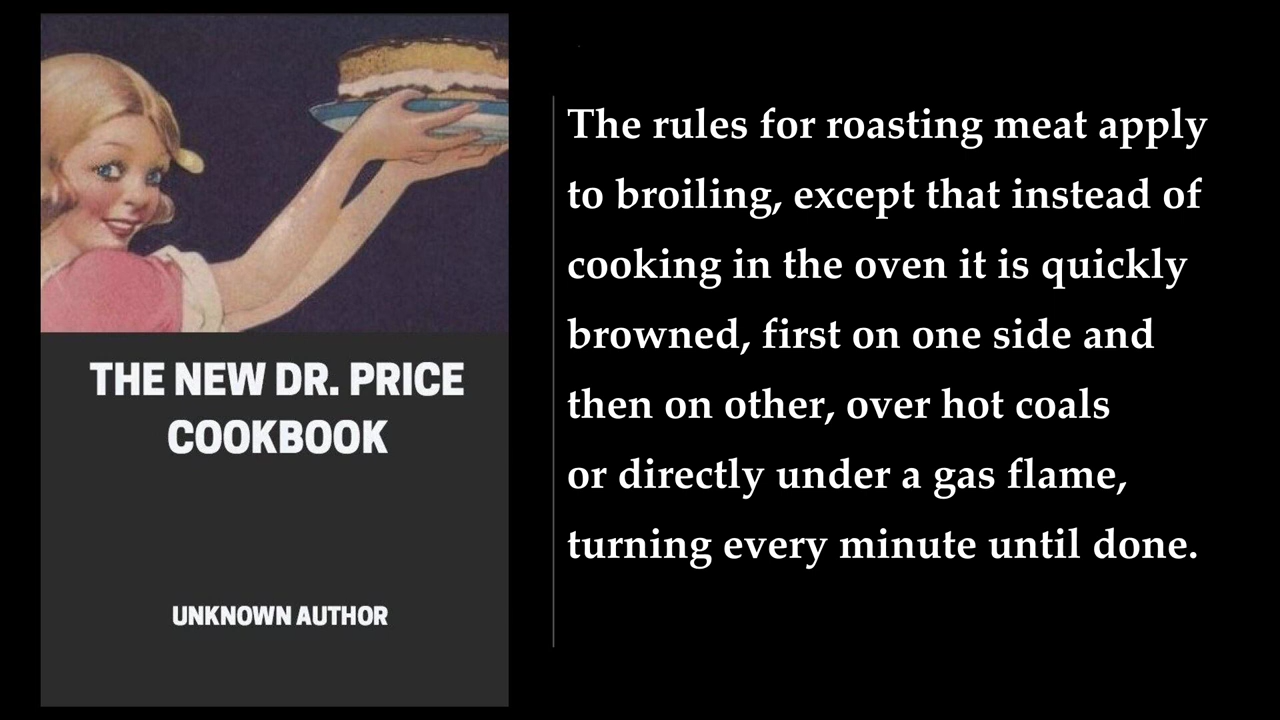 THE NEW DR. PRICE
COOKBOOK
UNKNOWN AUTHOR
The rules for roasting meat apply
to broiling, except that instead of
cooking in the oven it is quickly
browned, first on one side and
then on other, over hot coals
or directly under a gas flame,
turning every minute until done.